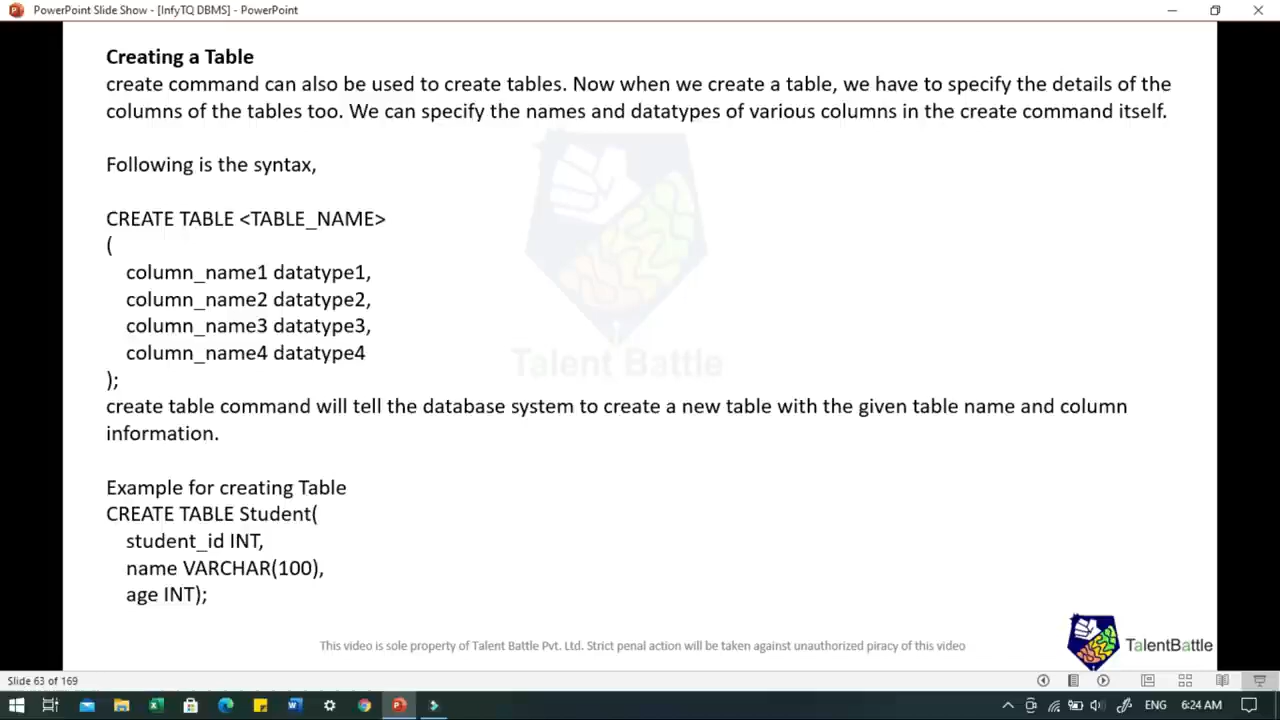 PowerPoint Slide Show - [InfyTQ DBMS] - PowerPoint
Creating a Table
create command can also be used to create tables. Now when we create a table, we have to specify the details of the
columns of the tables too. We can specify the names and datatypes of various columns in the create command itself.
Following is the syntax,
CREATE TABLE <TABLE_NAME>
(
column_name1 datatype1,
column_name2 datatype2,
column_name3 datatype3,
column_name4 datatype4
);
Talent Battle
create table command will tell the database system to create a new table with the given table name and column
information.
Example for creating Table
CREATE TABLE Student(
student_id INT,
name VARCHAR(100),
age INT);
This video is sole property of Talent Battle Pvt. Ltd. Strict penal action will be taken against unauthorized piracy of this video
TalentBattle
Slide 63 of 169
ENG 6:24 AM